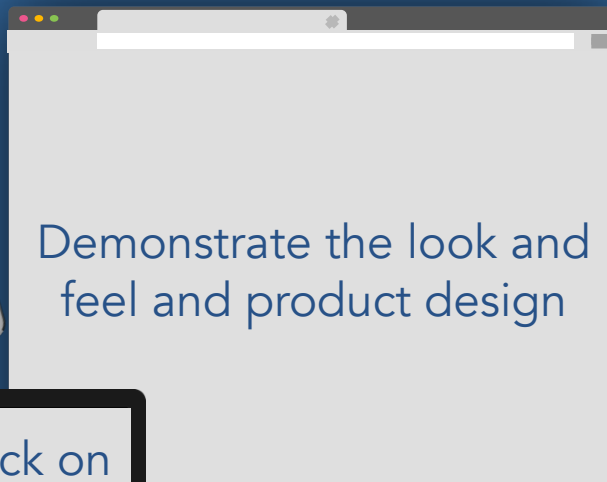 Demonstrate the look and
feel and product design
ck on